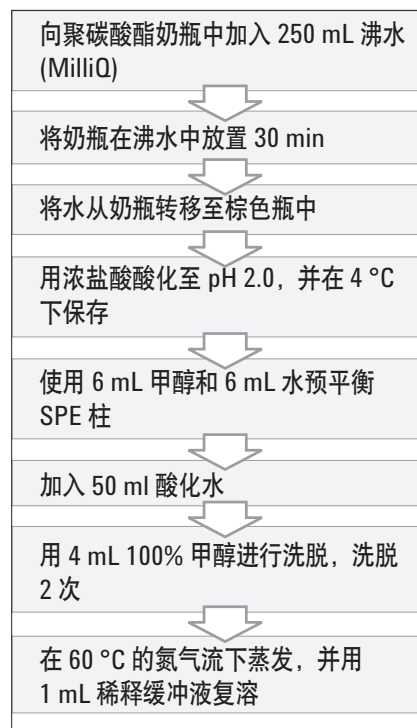 向聚碳酸酯奶瓶中加入 250 mL 沸水
(MilliQ)
将奶瓶在沸水中放置 30 min
将水从奶瓶转移至棕色瓶中
用浓盐酸酸化至 pH 2.0，并在 4 °C
下保存
使用 6 mL 甲醇和 6 mL 水预平衡
SPE 柱
加入 50 ml 酸化水
用 4 mL 100% 甲醇进行洗脱，洗脱
2 次
在 60 °C 的氮气流下蒸发，并用
1 mL 稀释缓冲液复溶